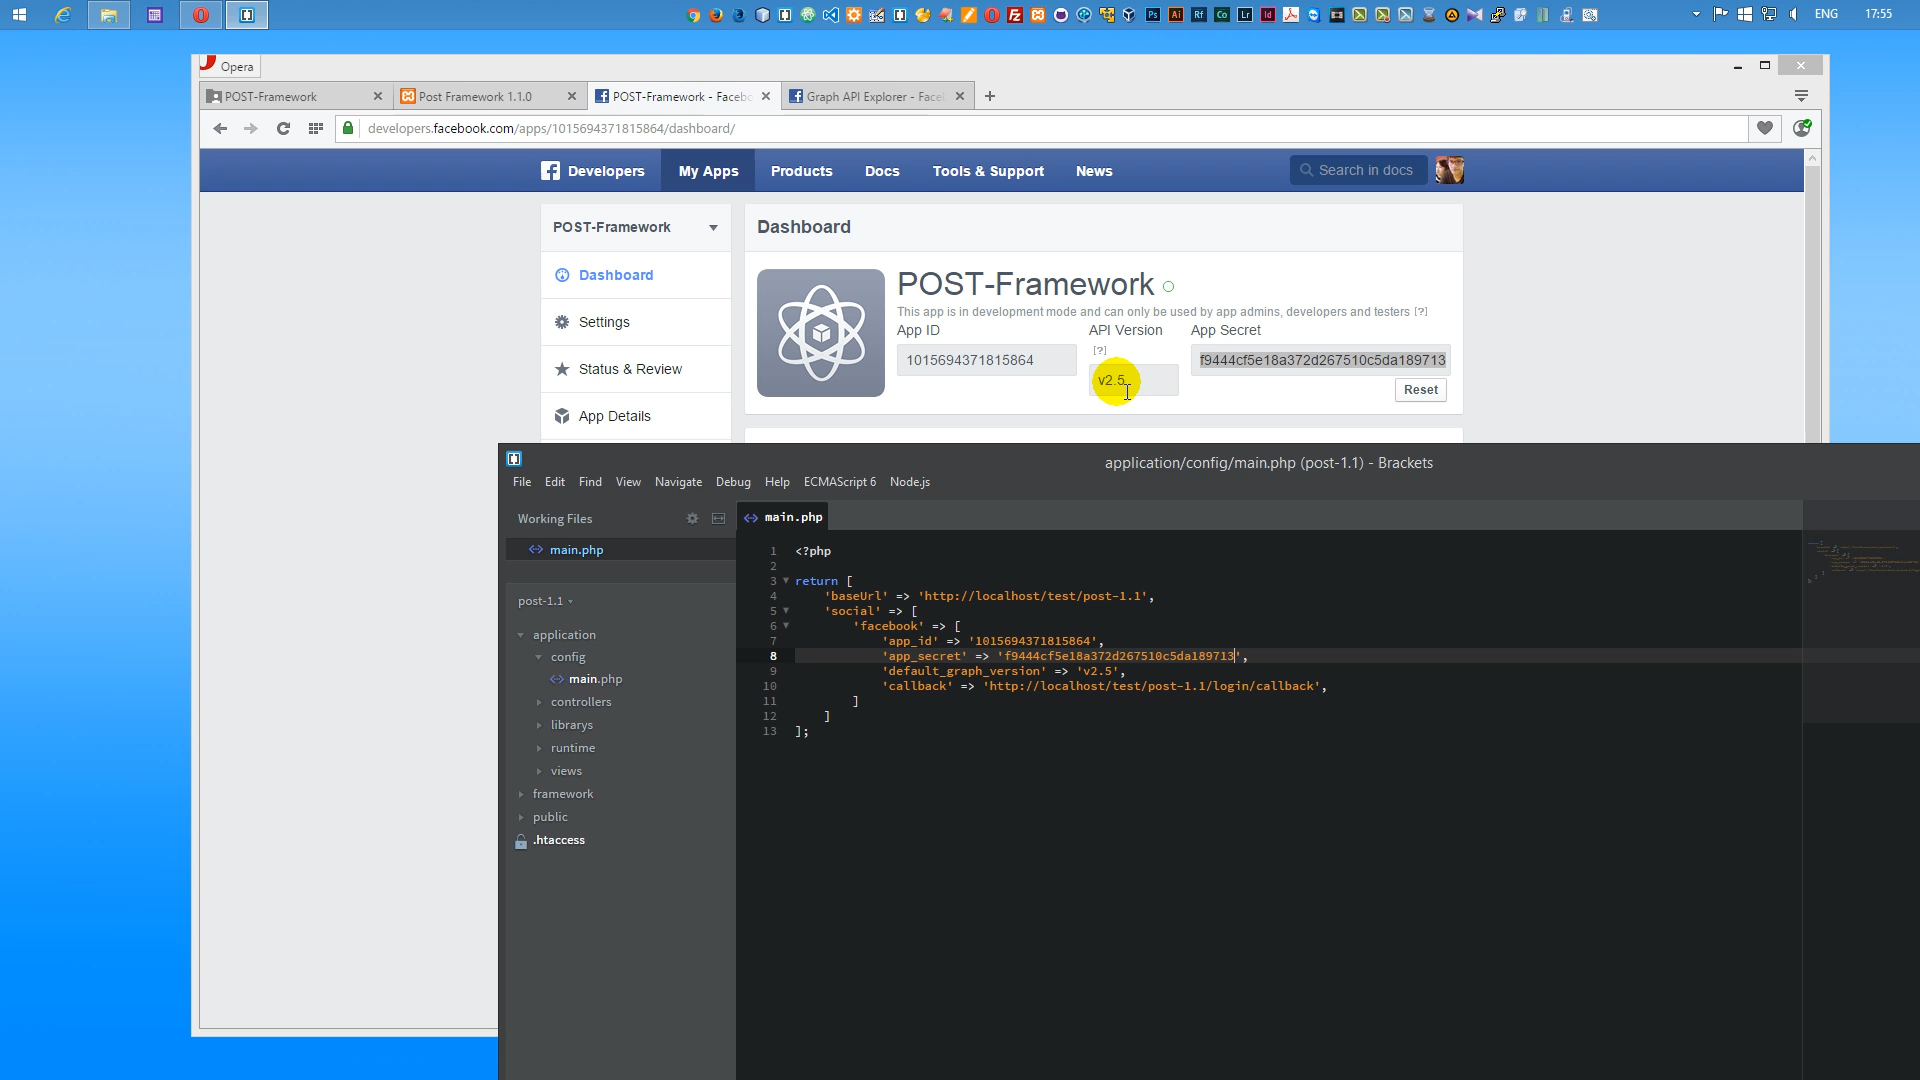 ENG
17:55
Opera
POST-Framework
Post Framework 1.1.0
POST-Framework - Facebo
Graph API Explorer - Facel
developers.facebook.com/apps/1015694371815864/dashboard/
Developers
My Apps
Products
Docs
Tools & Support
News
Search in docs
POST-Framework
Dashboard
Settings
Status & Review
App Details
Dashboard
POST-Framework
This app is in development mode and can only be used by app admins, developers and testers [?]
App ID
API Version
App Secret
[?]
1015694371815864
v2.5
f9444cf5e18a372d267510c5da189713
Reset
application/config/main.php (post-1.1) - Brackets
File Edit Find View Navigate Debug Help ECMAScript 6 Node.js
Working Files
main.php
post-1.1
application
config
main.php
controllers
librarys
runtime
views
framework
public
.htaccess
main.php
1 <?php
2
3 return [
4 'baseUrl' => 'http://localhost/test/post-1.1',
5 'social' => [
6 'facebook' => [
7 'app_id' => '1015694371815864',
8 'app_secret' => 'f9444cf5e18a372d267510c5da189713',
9 'default_graph_version' => 'v2.5',
10 'callback' => 'http://localhost/test/post-1.1/login/callback',
11 ]
12 ]
13 ];